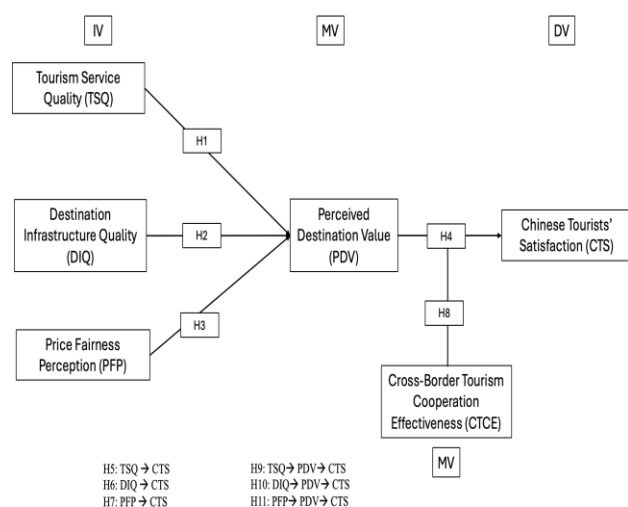 IV
MV
DV
Tourism Service
Quality (TSQ)
H1
Destination
Infrastructure Quality
(DIQ)
H2
Perceived
Destination Value
(PDV)
H4
Chinese Tourists'
Satisfaction (CTS)
H3
Price Fairness
Perception (PFP)
H8
Cross-Border Tourism
Cooperation
Effectiveness (CTCE)
MV
H5: TSQ → CTS
H6: DIQ → CTS
H7: PFP → CTS
H9: TSQ → PDV → CTS
H10: DIQ → PDV → CTS
H11: PFP → PDV → CTS